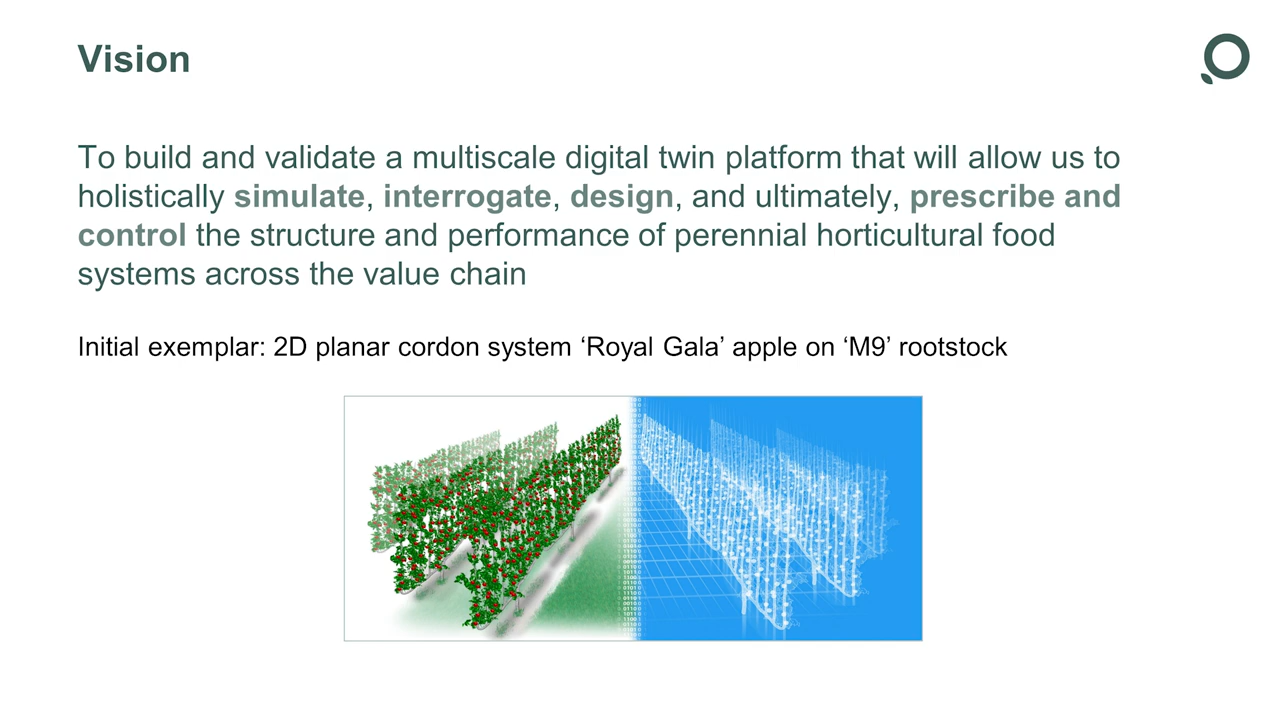 Vision
To build and validate a multiscale digital twin platform that will allow us to
holistically simulate, interrogate, design, and ultimately, prescribe and
control the structure and performance of perennial horticultural food
systems across the value chain
Initial exemplar: 2D planar cordon system ‘Royal Gala’ apple on ‘M9’ rootstock